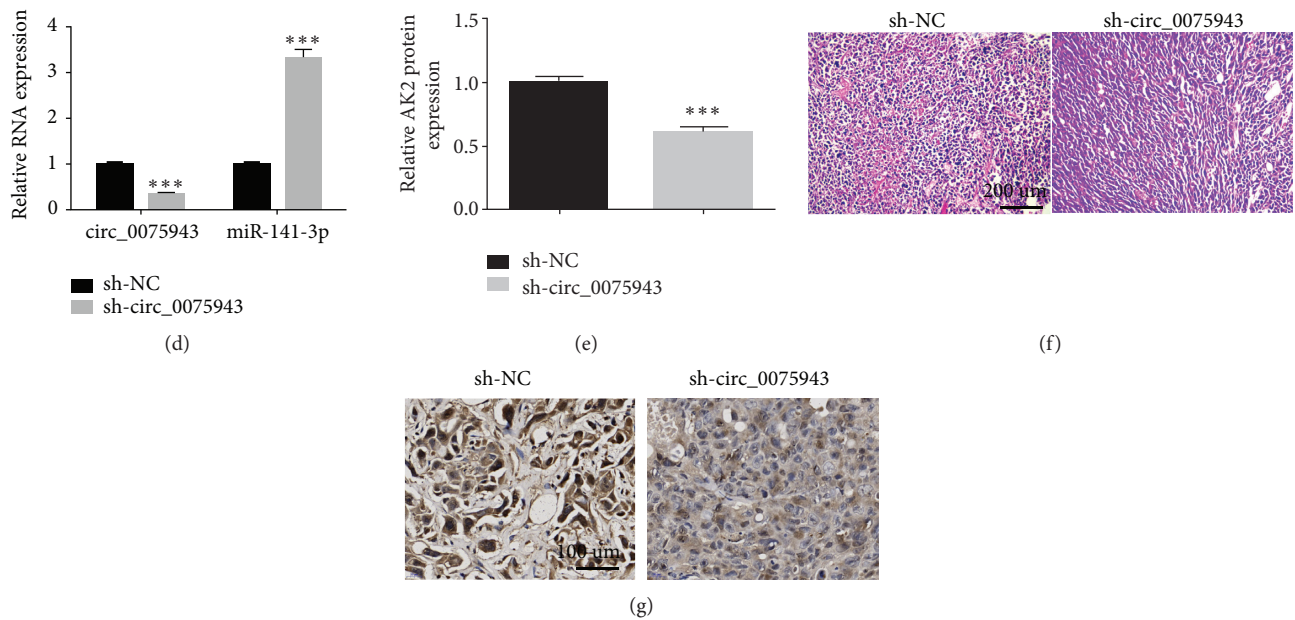 Relative RNA expression
4
3
2
1
0
***
***
circ_0075943
miR-141-3p
sh-NC
sh-circ_0075943
(d)
Relative AK2 protein
expression
1.5
1.0
0.5
0.0
***
sh-NC
sh-circ_0075943
(e)
sh-NC
sh-circ_0075943
200 um
(f)
sh-NC
sh-circ_0075943
100 um
(g)